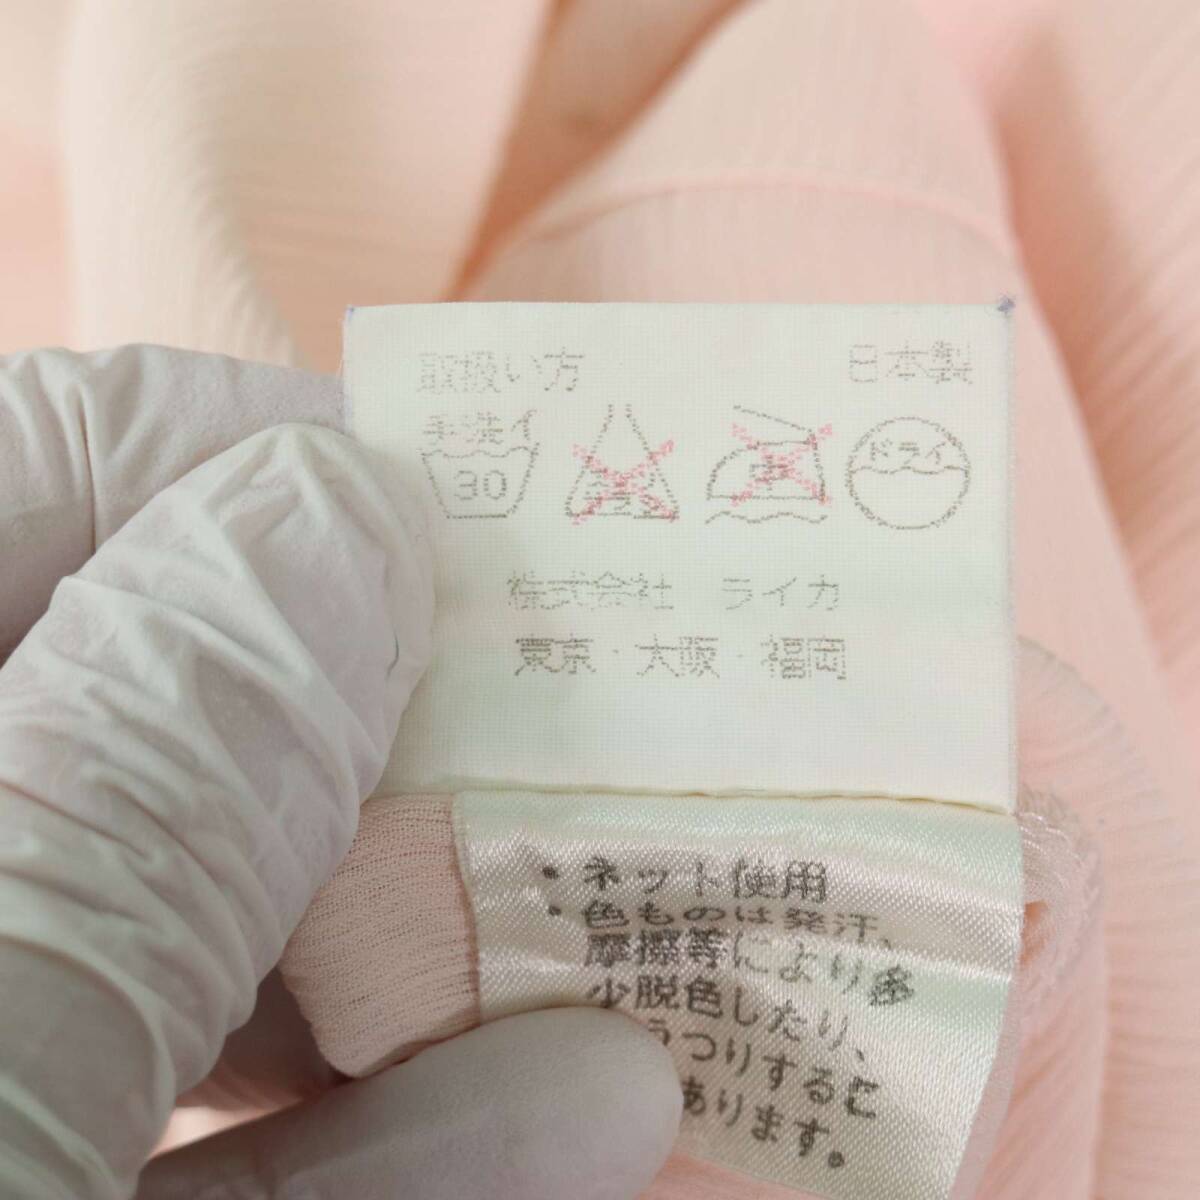 取扱い方 日本製
手洗イ
30 ドライ
株式会社 ライカ
東京・大阪・福岡
・ネット使用
・色ものは発汗、
摩擦等により多
少脱色したり、
うつりするこ
あります。